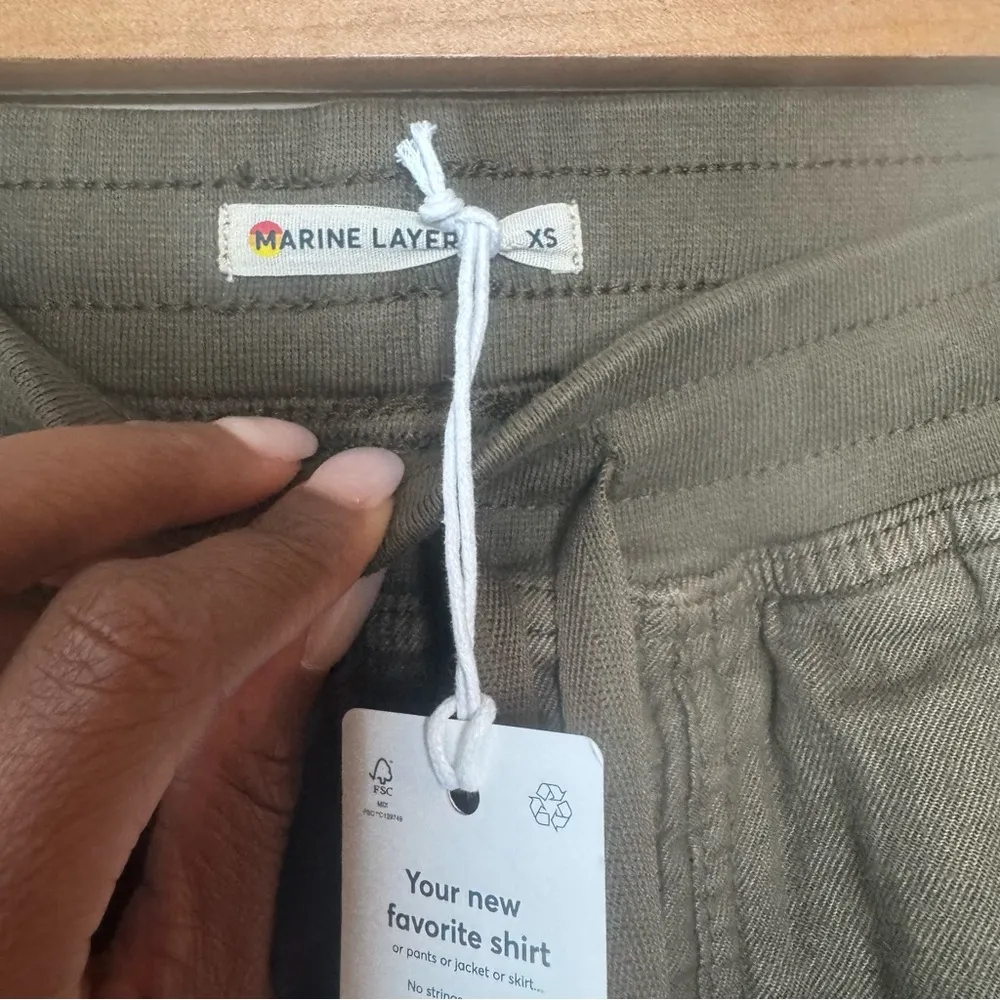 MARINE LAYER XS
FSC
MIX
Your new
favorite shirt
or pants or jacket or skirt...
No strings